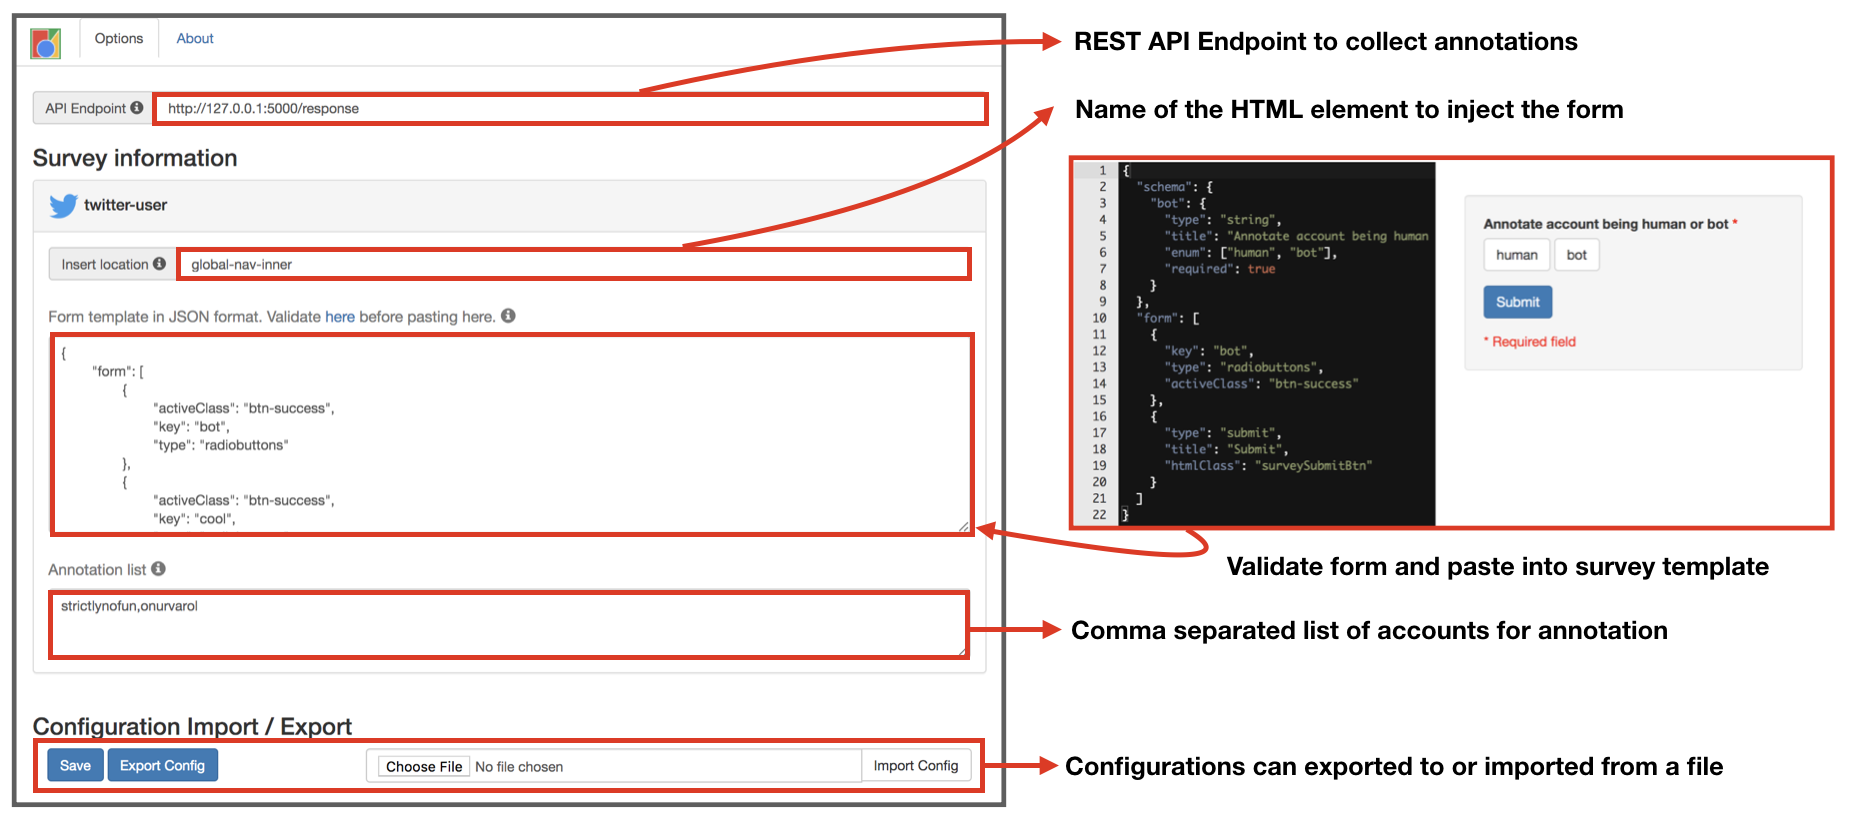 Options About
API Endpoint http://127.0.0.1:5000/response
Survey information
twitter-user
Insert location global-nav-inner
Form template in JSON format. Validate here before pasting here.
{
"form": [
{
"activeClass": "btn-success",
"key": "bot",
"type": "radiobuttons"
},
{
"activeClass": "btn-success",
"key": "cool",
Annotation list
strictlynofun,onurvarol
Configuration Import / Export
Save Export Config Choose File No file chosen Import Config
REST API Endpoint to collect annotations
Name of the HTML element to inject the form
1 {
2 "schema": {
3 "bot": {
4 "type": "string",
5 "title": "Annotate account being human
6 "enum": ["human", "bot"],
7 "required": true
8 }
9 },
10 "form": [
11 {
12 "key": "bot",
13 "type": "radiobuttons",
14 "activeClass": "btn-success"
15 },
16 {
17 "type": "submit",
18 "title": "Submit",
19 "htmlClass": "surveySubmitBtn"
20 }
21 ]
22 }
Annotate account being human or bot *
human bot
Submit
* Required field
Validate form and paste into survey template
Comma separated list of accounts for annotation
Configurations can exported to or imported from a file